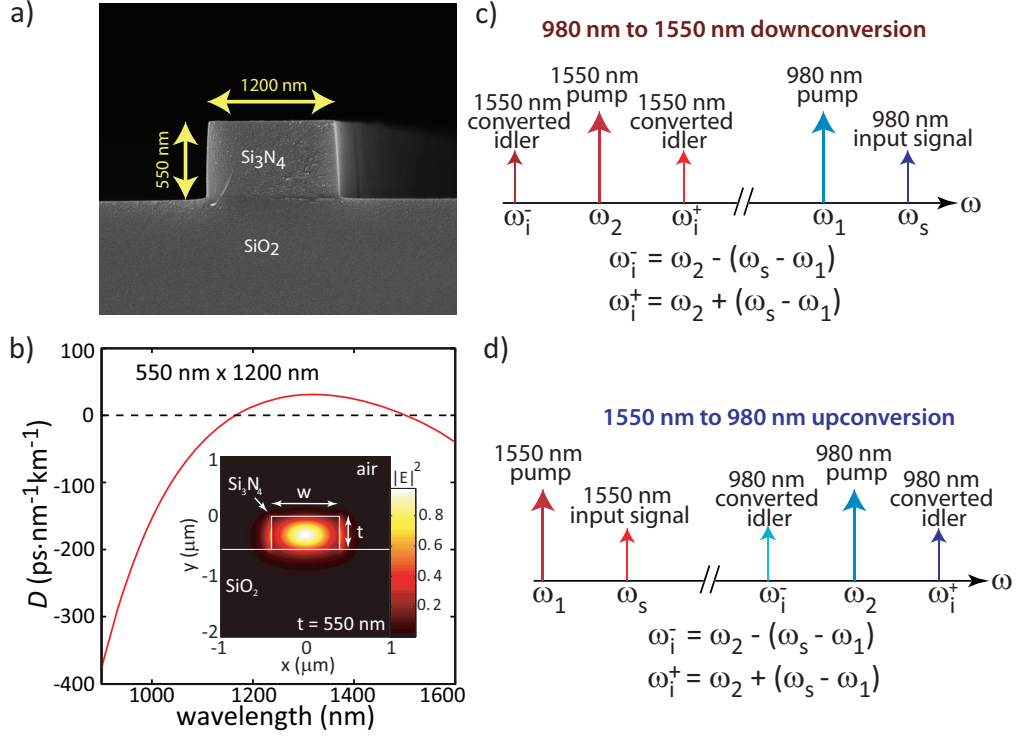 a)
1200 nm
550 nm
Si₃N₄
SiO₂
b)
100
0
-100
-200
-300
-400
D (ps·nm⁻¹km⁻¹)
550 nm x 1200 nm
1000
1200
1400
1600
wavelength (nm)
1
0
-1
-2
y (μm)
-1
0
1
x (μm)
air
Si₃N₄
w
t
SiO₂
t = 550 nm
|E|²
0.8
0.6
0.4
0.2
c)
980 nm to 1550 nm downconversion
1550 nm
converted
idler
1550 nm
pump
1550 nm
converted
idler
980 nm
pump
980 nm
input signal
ωᵢ⁻
ω₂
ωᵢ⁺
ω₁
ωₛ
ω
ωᵢ⁻ = ω₂ - (ωₛ - ω₁)
ωᵢ⁺ = ω₂ + (ωₛ - ω₁)
d)
1550 nm to 980 nm upconversion
1550 nm
pump
1550 nm
input signal
980 nm
converted
idler
980 nm
pump
980 nm
converted
idler
ω₁
ωₛ
ωᵢ⁻
ω₂
ωᵢ⁺
ω
ωᵢ⁻ = ω₂ - (ωₛ - ω₁)
ωᵢ⁺ = ω₂ + (ωₛ - ω₁)